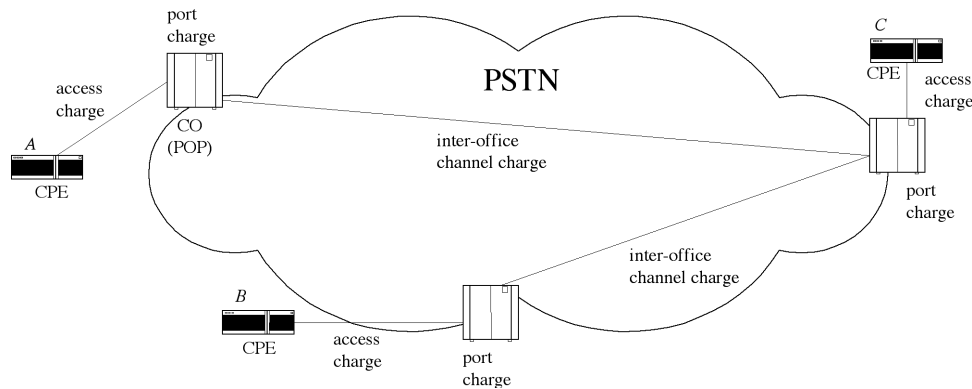 port
charge
access
charge
A
CPE
CO
(POP)
PSTN
inter-office
channel charge
C
CPE
access
charge
port
charge
inter-office
channel charge
B
CPE
access
charge
port
charge